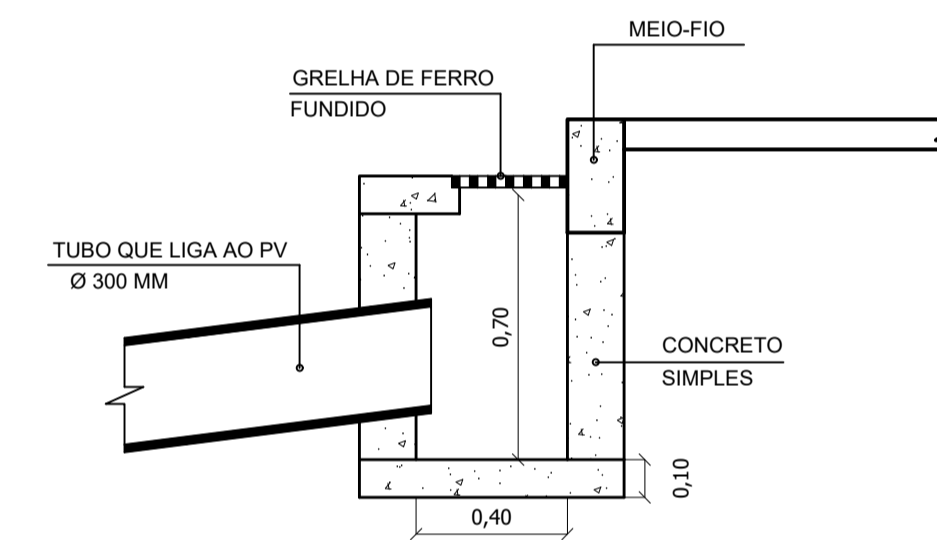 MEIO-FIO
GRELHA DE FERRO
FUNDIDO
TUBO QUE LIGA AO PV
Ø 300 MM
0,70
CONCRETO
SIMPLES
0,10
0,40